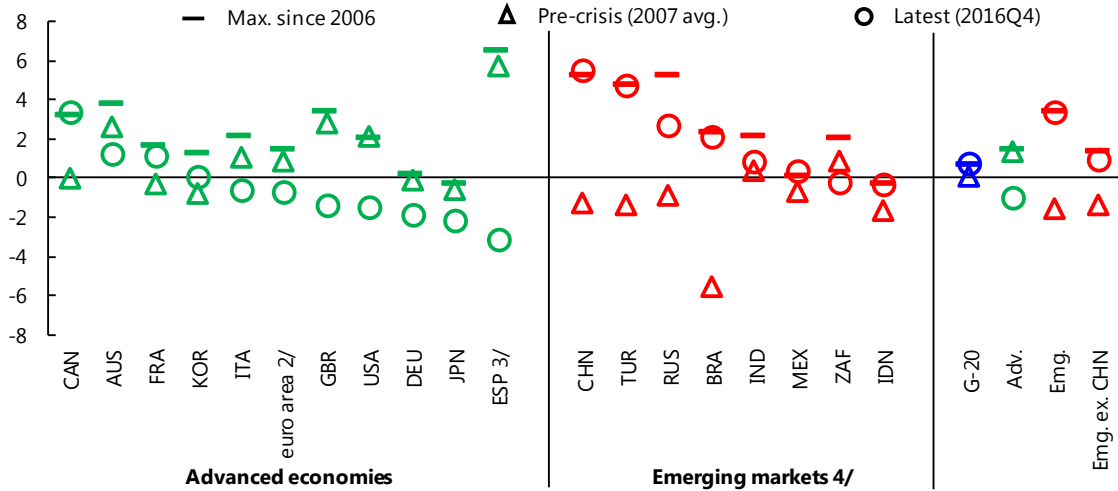 Max. since 2006
Pre-crisis (2007 avg.)
Latest (2016Q4)
8
6
4
2
0
-2
-4
-6
-8
CAN
AUS
FRA
KOR
ITA
euro area 2/
GBR
USA
DEU
JPN
ESP 3/
CHN
TUR
RUS
BRA
IND
MEX
ZAF
IDN
G-20
Adv.
Emg.
Emg. ex. CHN
Advanced economies
Emerging markets 4/